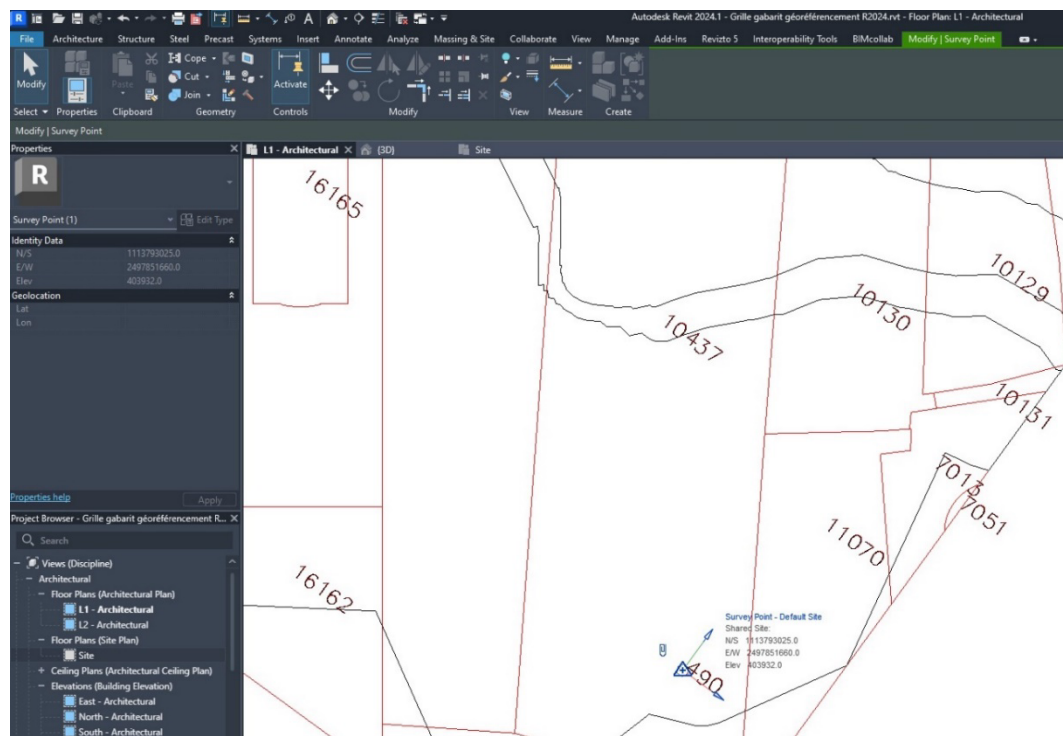 Autodesk Revit 2024.1 - Grille gabarit géoréférencement R2024.rvt - Floor Plan: L1 - Architectural
File Architecture Structure Steel Precast Systems Insert Annotate Analyze Massing & Site Collaborate View Manage Add-Ins Revizto 5 Interoperability Tools BIMcollab Modify | Survey Point
Modify Paste Cope Cut Join Activate
Select Properties Clipboard Geometry Controls Modify View Measure Create
Modify | Survey Point
Properties
L1 - Architectural {3D} Site
R
Survey Point (1) Edit Type
Identity Data
N/S 1113793025.0
E/W 2497851660.0
Elev 403932.0
Geolocation
Lat
Lon
Properties help Apply
Project Browser - Grille gabarit géoréférencement R...
Search
Views (Discipline)
Architectural
Floor Plans (Architectural Plan)
L1 - Architectural
L2 - Architectural
Floor Plans (Site Plan)
Site
Ceiling Plans (Architectural Ceiling Plan)
Elevations (Building Elevation)
East - Architectural
North - Architectural
South - Architectural
16165
10129
10130
10437
10131
7013
7051
11070
16162
Survey Point - Default Site
Shared Site:
N/S 1113793025.0
E/W 2497851660.0
Elev 403932.0
490